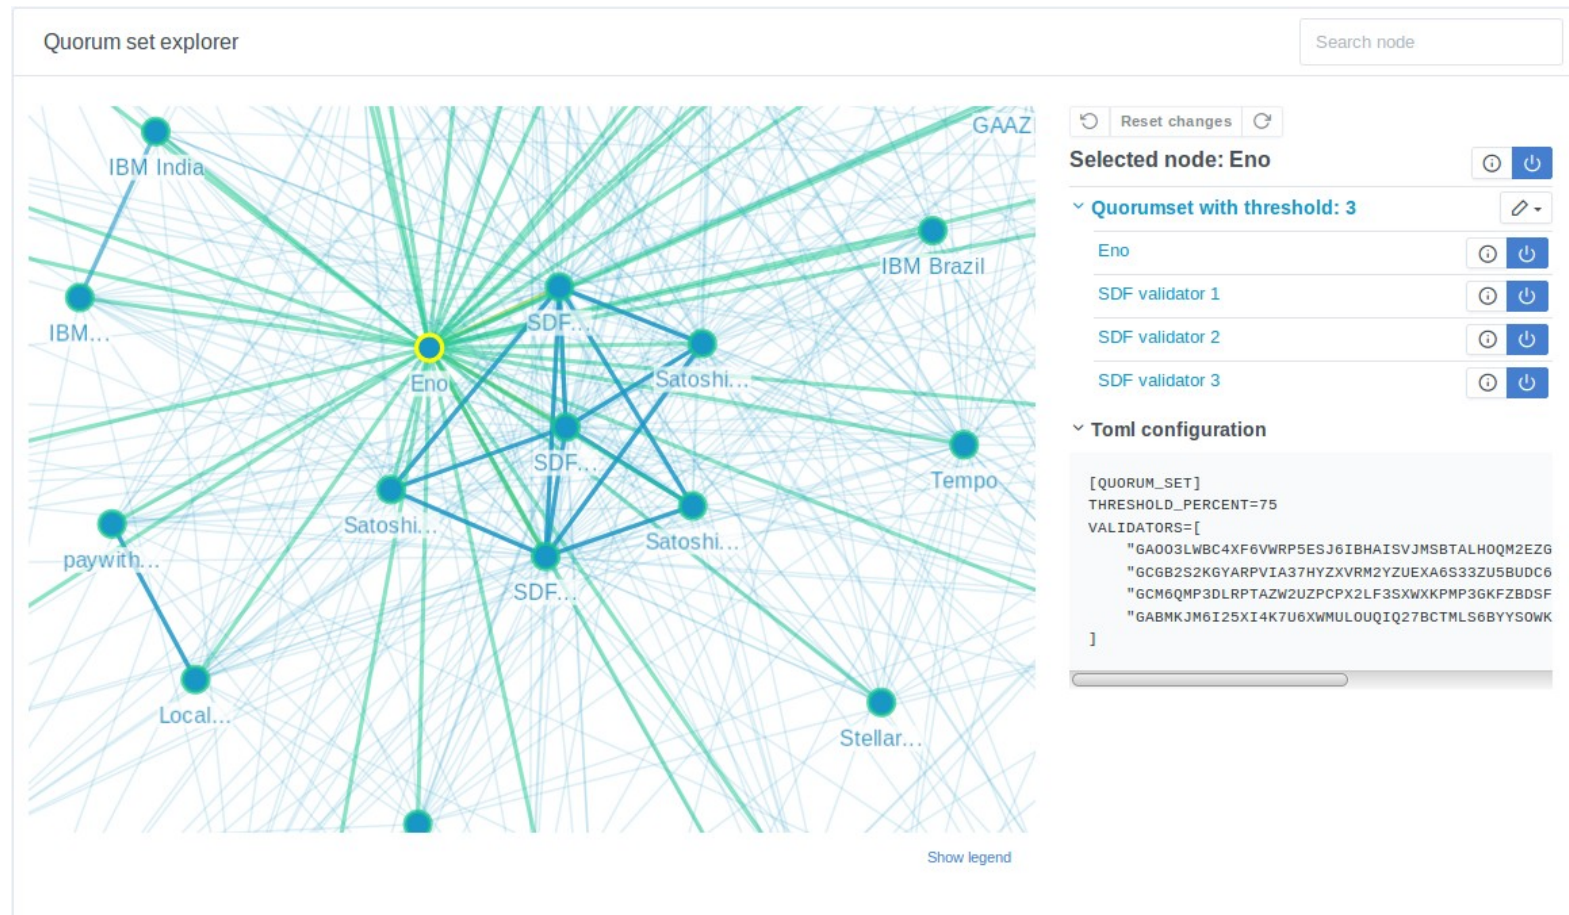 Quorum set explorer
Search node
GAAZ
IBM India
IBM Brazil
SDF...
IBM...
Satoshi...
Eno
SDF...
Tempo
Satoshi...
Satoshi...
paywith...
SDF...
Local...
Stellar...
Show legend
Reset changes
Selected node: Eno
Quorumset with threshold: 3
Eno
SDF validator 1
SDF validator 2
SDF validator 3
Toml configuration
[QUORUM_SET]
THRESHOLD_PERCENT=75
VALIDATORS=[
"GAOO3LWBC4XF6VWRP5ESJ6IBHAISVJMSBTALHOQM2EZG
"GCGB2S2KGYARPVIA37HYZXVRM2YZUEXA6S33ZU5BUDC6
"GCM6QMP3DLRPTAZW2UZPCPX2LF3SXWXKPMP3GKFZBDSF
"GABMKJM6I25XI4K7U6XWMULOUQIQ27BCTMLS6BYYSOWK
]